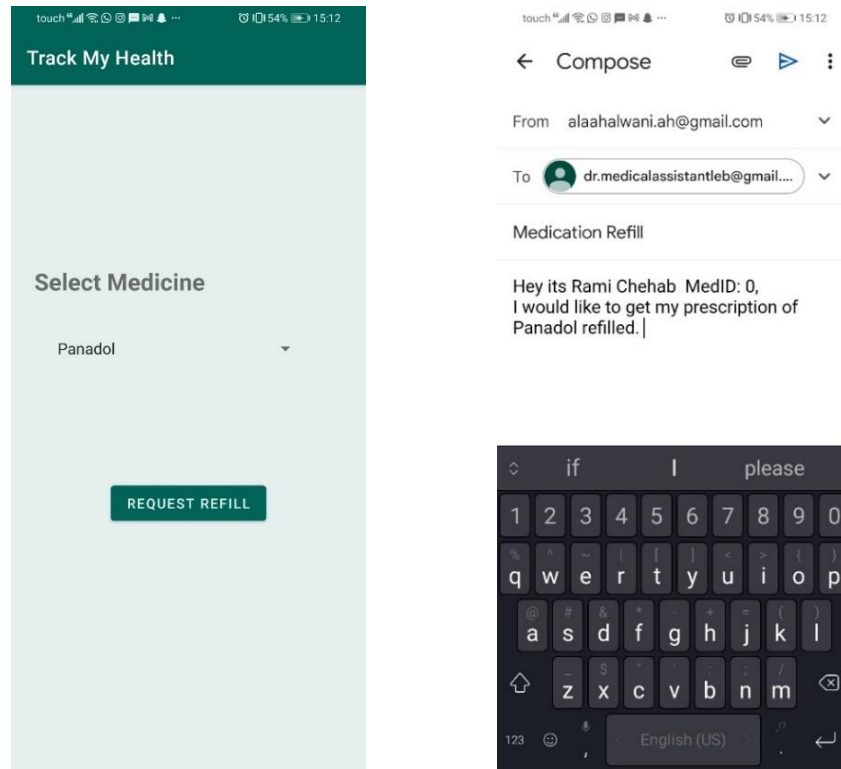 touch 54% 15:12
Track My Health
Select Medicine
Panadol
REQUEST REFILL
touch 54% 15:12
Compose
From alaahalwani.ah@gmail.com
To dr.medicalassistantleb@gmail....
Medication Refill
Hey its Rami Chehab MedID: 0,
I would like to get my prescription of
Panadol refilled.
if I please
1 2 3 4 5 6 7 8 9 0
% ^ ~ | [ ] < > { }
q w e r t y u i o p
@ # & * - + = ( )
a s d f g h j k l
_ $ " ' : ; /
z x c v b n m
123 , English (US) . ,!?